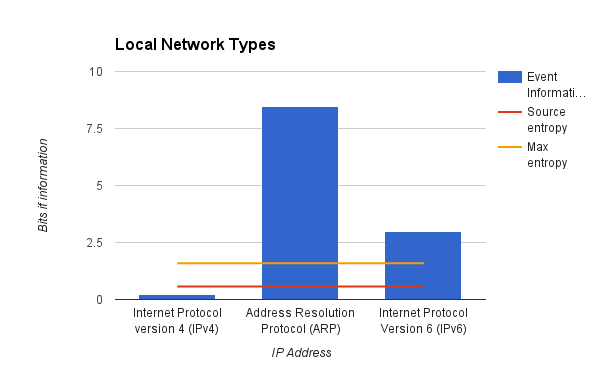 Local Network Types
10
7.5
5
2.5
0
Bits if information
Internet Protocol
version 4 (IPv4)
Address Resolution
Protocol (ARP)
Internet Protocol
Version 6 (IPv6)
IP Address
Event
Informati…
Source
entropy
Max
entropy